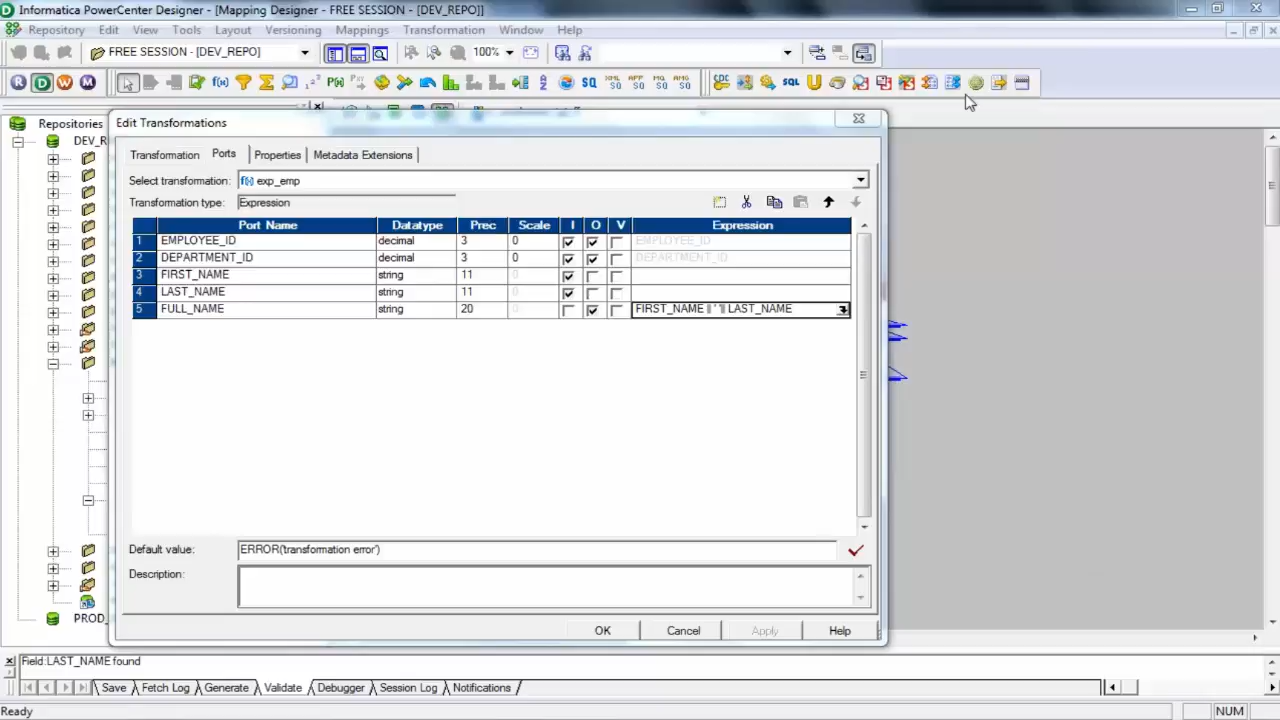 Informatica PowerCenter Designer - [Mapping Designer - FREE SESSION - [DEV_REPO]]
Repository Edit View Tools Layout Versioning Mappings Transformation Window Help
FREE SESSION - [DEV_REPO] 100%
R D W M
SQL
Repositories
Edit Transformations
DEV_R
Transformation Ports Properties Metadata Extensions
Select transformation: f(x) exp_emp
Transformation type: Expression
Port Name Datatype Prec Scale I O V Expression
1 EMPLOYEE_ID decimal 3 0 EMPLOYEE_ID
2 DEPARTMENT_ID decimal 3 0 DEPARTMENT_ID
3 FIRST_NAME string 11 0
4 LAST_NAME string 11 0
5 FULL_NAME string 20 0 FIRST_NAME || ' '|| LAST_NAME
Default value: ERROR('transformation error')
Description:
PROD_
OK Cancel Apply Help
Field:LAST_NAME found
Save Fetch Log Generate Validate Debugger Session Log Notifications
Ready NUM